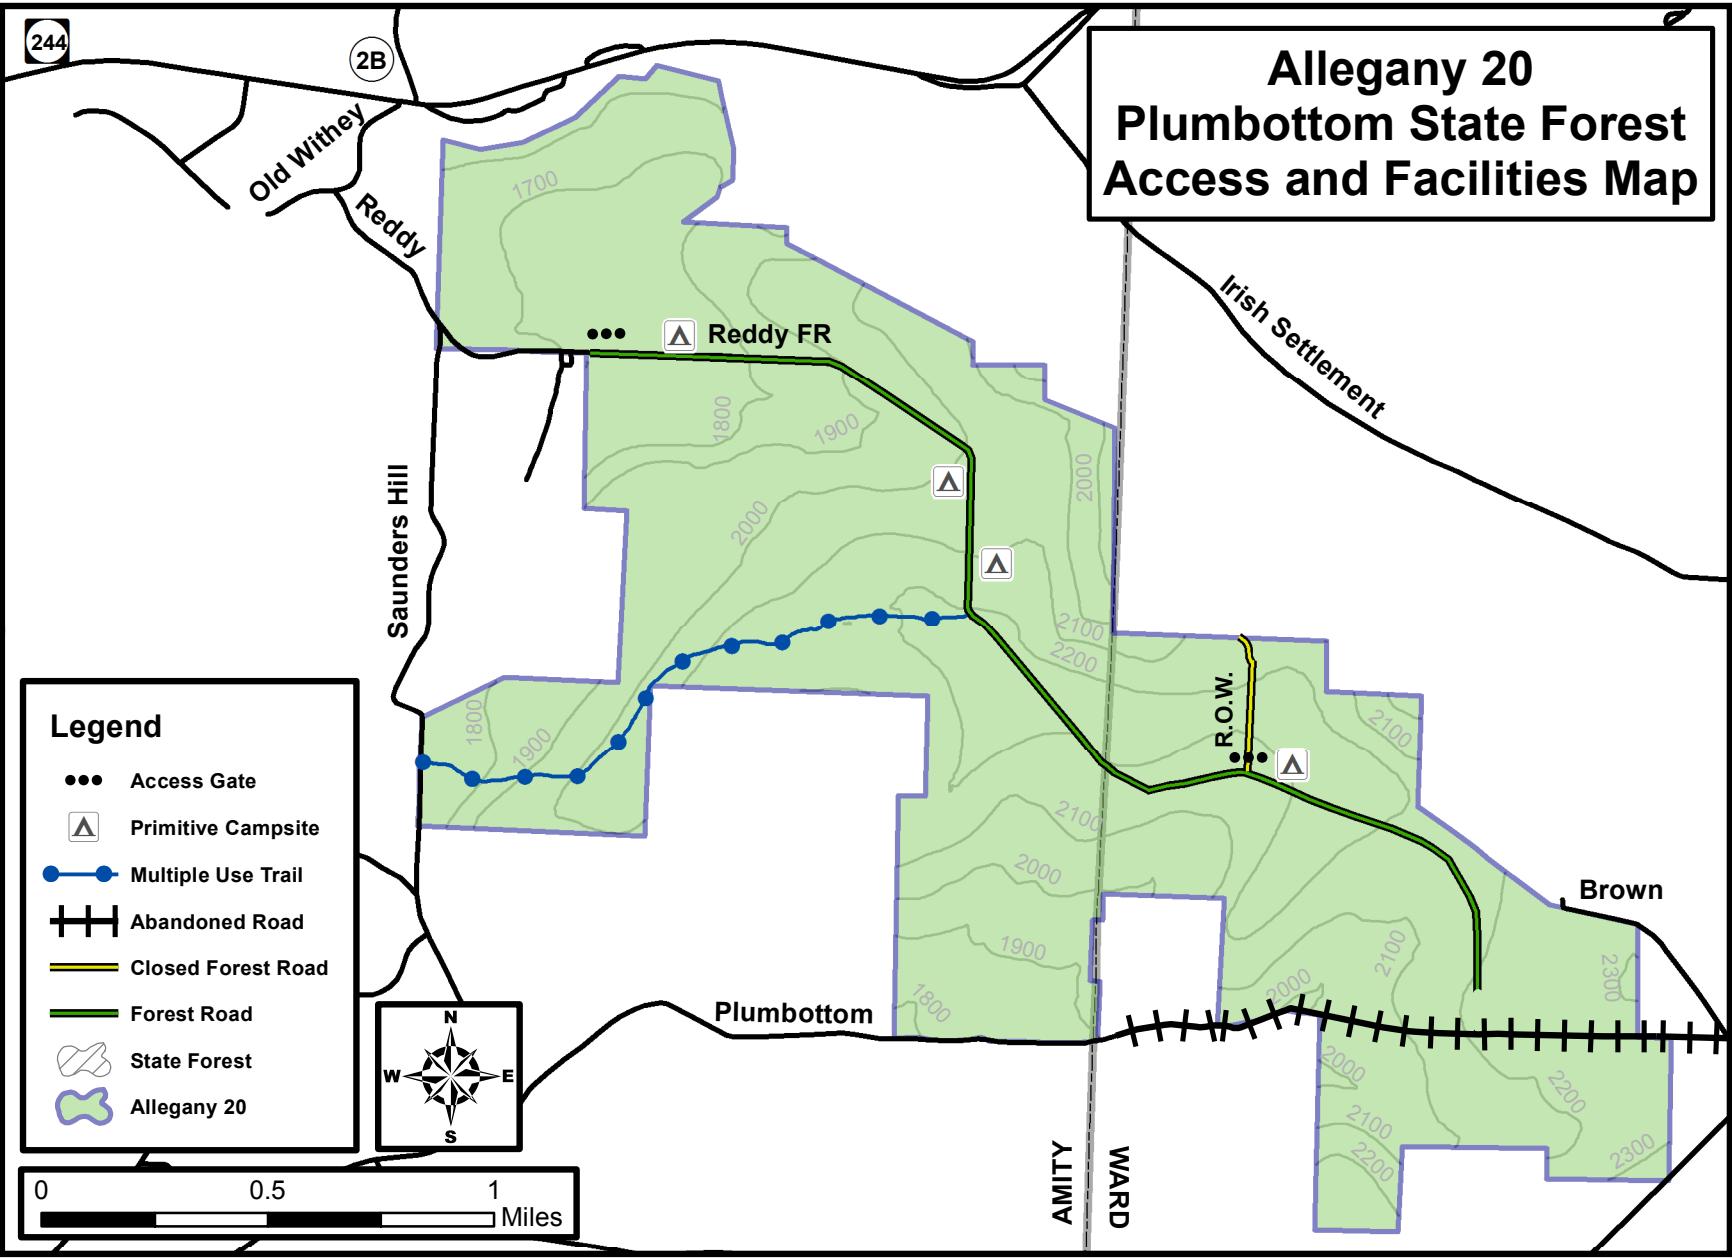 244
2B
Allegany 20
Plumbottom State Forest
Access and Facilities Map
Old Withey
Reddy
1700
Irish Settlement
Reddy FR
1800
1900
2000
2000
Saunders Hill
2100
2200
R.O.W.
2100
1800
1900
2100
2000
1900
1800
Brown
2100
2000
2300
Plumbottom
2000
2100
2200
2200
2300
AMITY
WARD
Legend
Access Gate
Primitive Campsite
Multiple Use Trail
Abandoned Road
Closed Forest Road
Forest Road
State Forest
Allegany 20
N
W
E
S
0 0.5 1
Miles